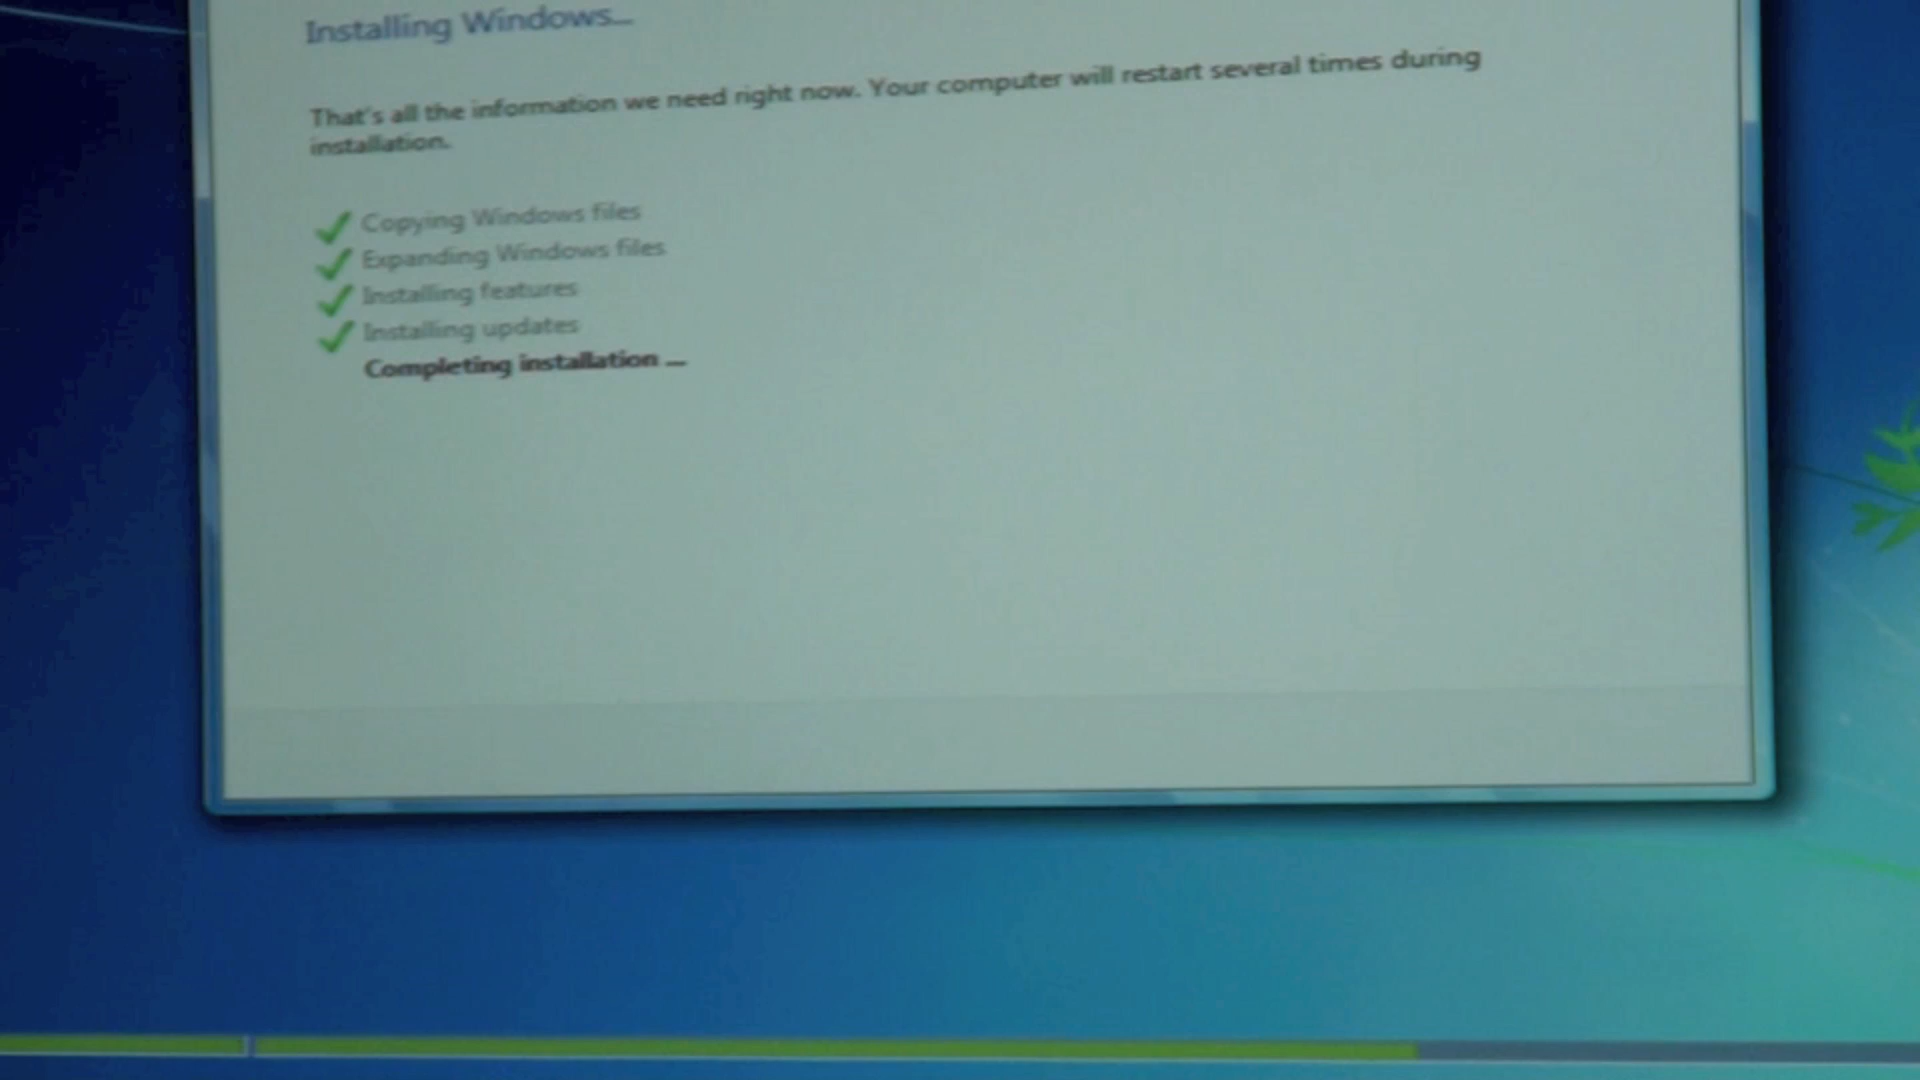 Installing Windows...
That's all the information we need right now. Your computer will restart several times during
installation.
Copying Windows files
Expanding Windows files
Installing features
Installing updates
Completing installation ...